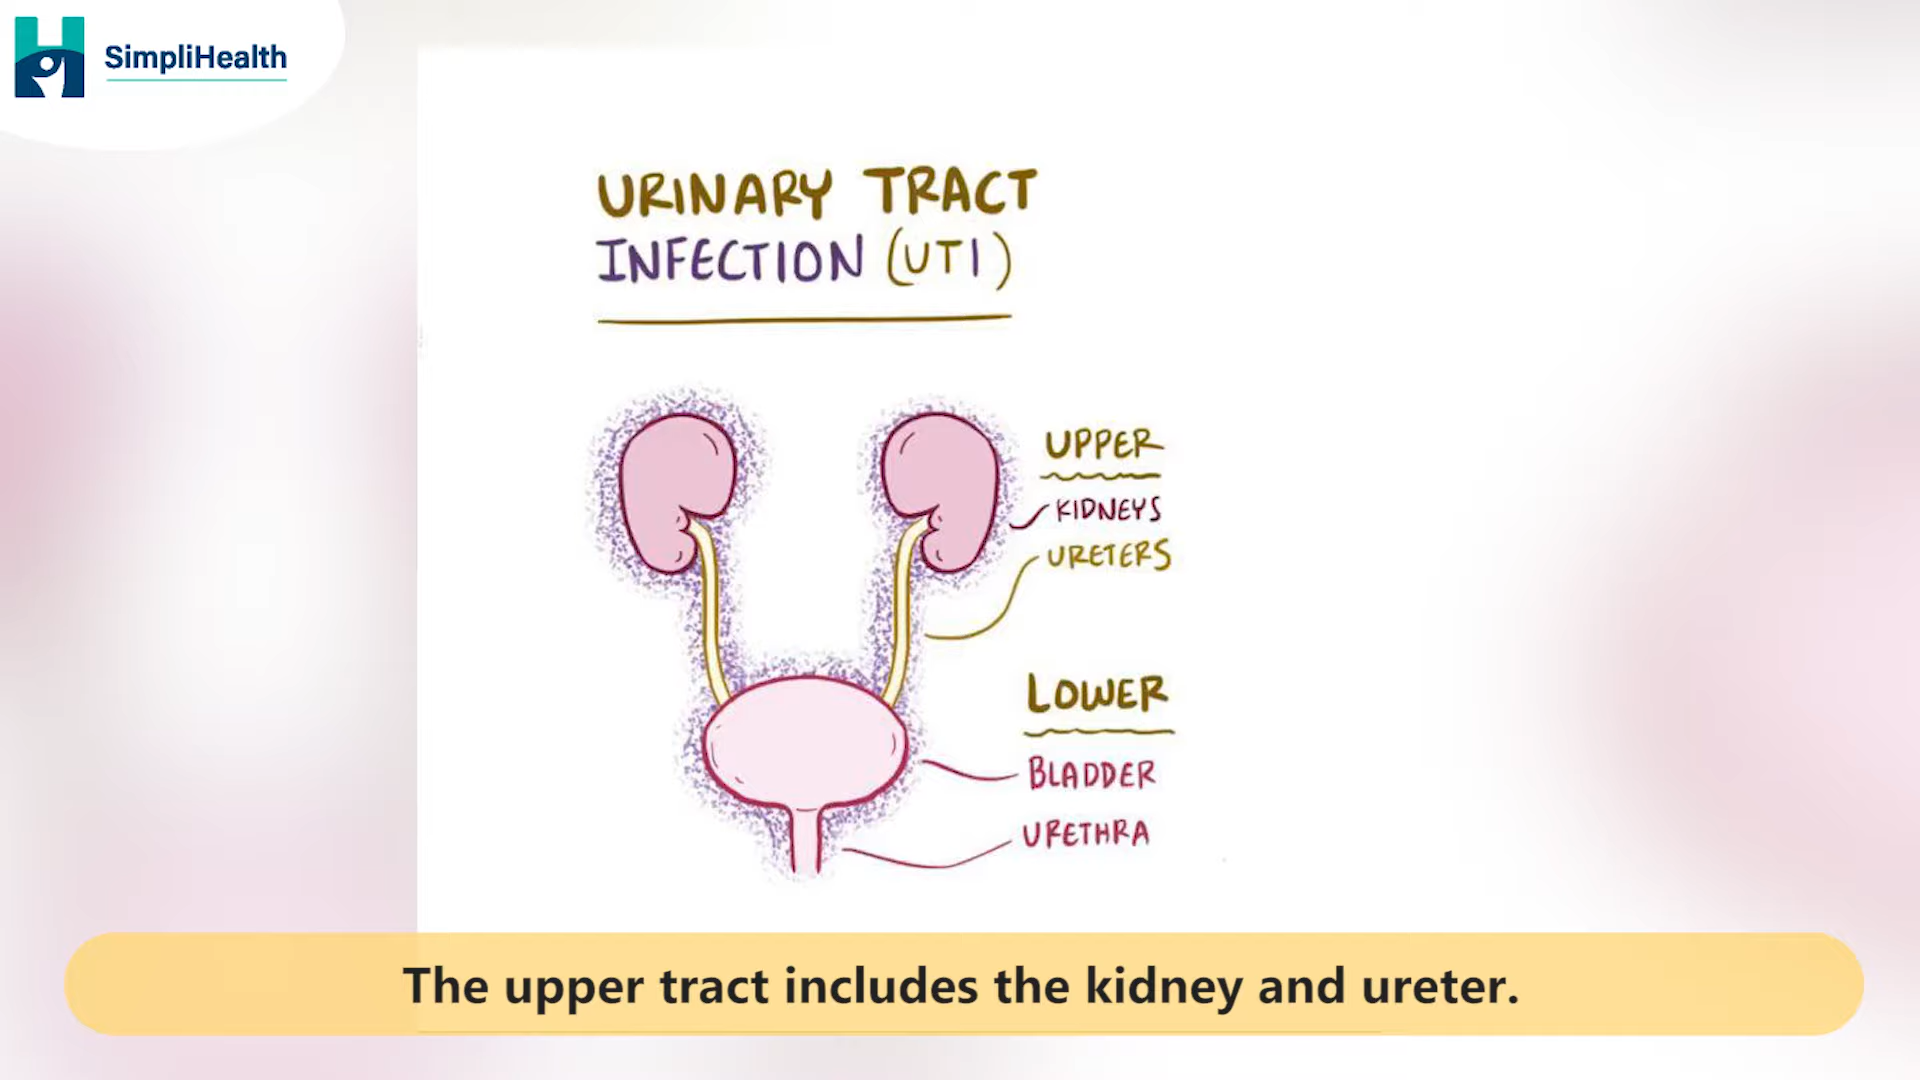 SimpliHealth
URINARY TRACT
INFECTION (UTI)
UPPER
KIDNEYS
URETERS
LOWER
BLADDER
URETHRA
The upper tract includes the kidney and ureter.